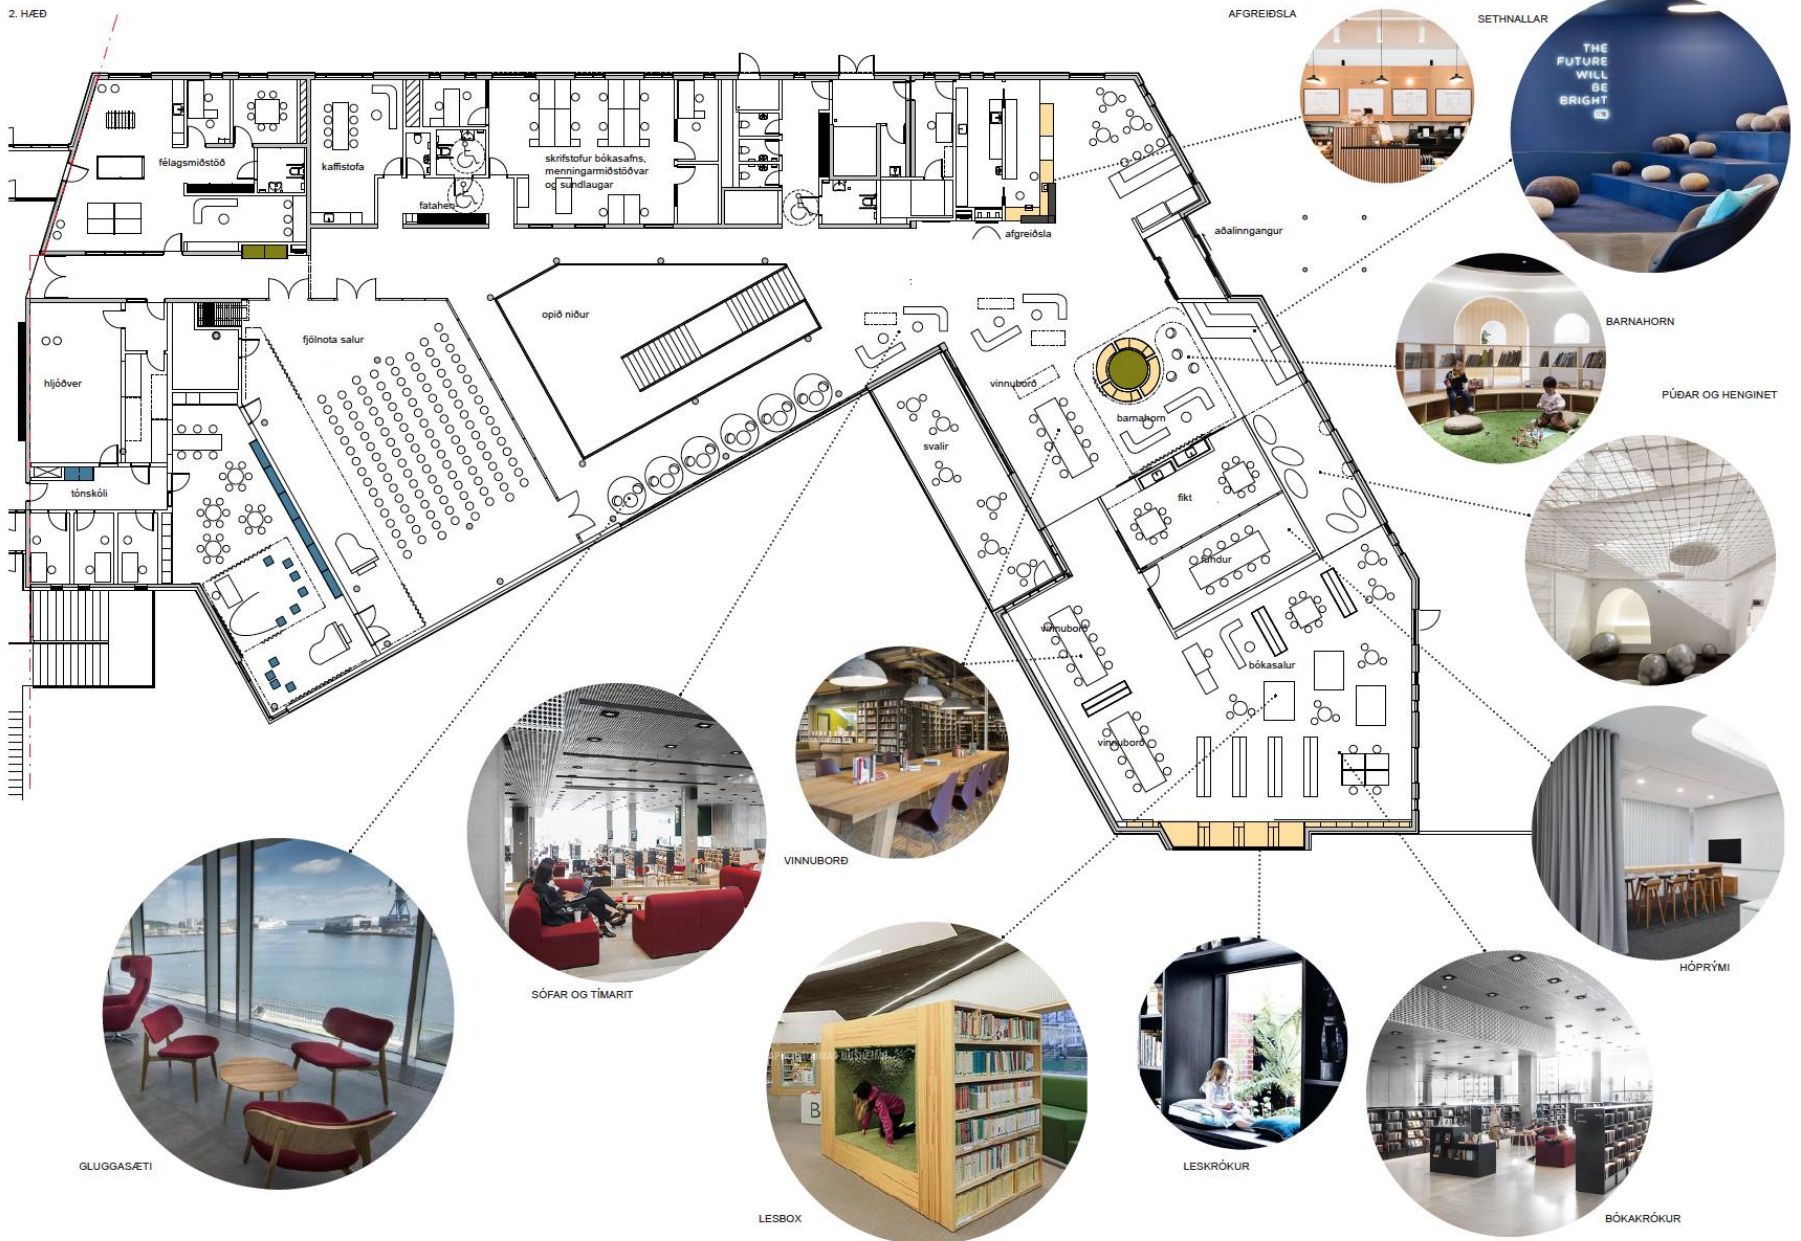 2. HÆÐ
AFGREIÐSLA
SETHNALLAR
THE
FUTURE
WILL
BE
BRIGHT
félagsmiðstöð
kaffistofa
skrifstofur bókasafns,
menningarmiðstöðvar
og sundlaugar
fatahen
afgreiðsla
aðalinngangur
BARNAHORN
opið niður
fjölnota salur
hljóðver
vinnuborð
barnahorn
PÚÐAR OG HENGINET
svalir
tónskóli
fikt
fundur
vinnuborð
bókasalur
vinnuborð
VINNUBORÐ
HÓPRÝMI
SÓFAR OG TÍMARIT
B
GLUGGASÆTI
LESKRÓKUR
LESBOX
BÓKAKRÓKUR